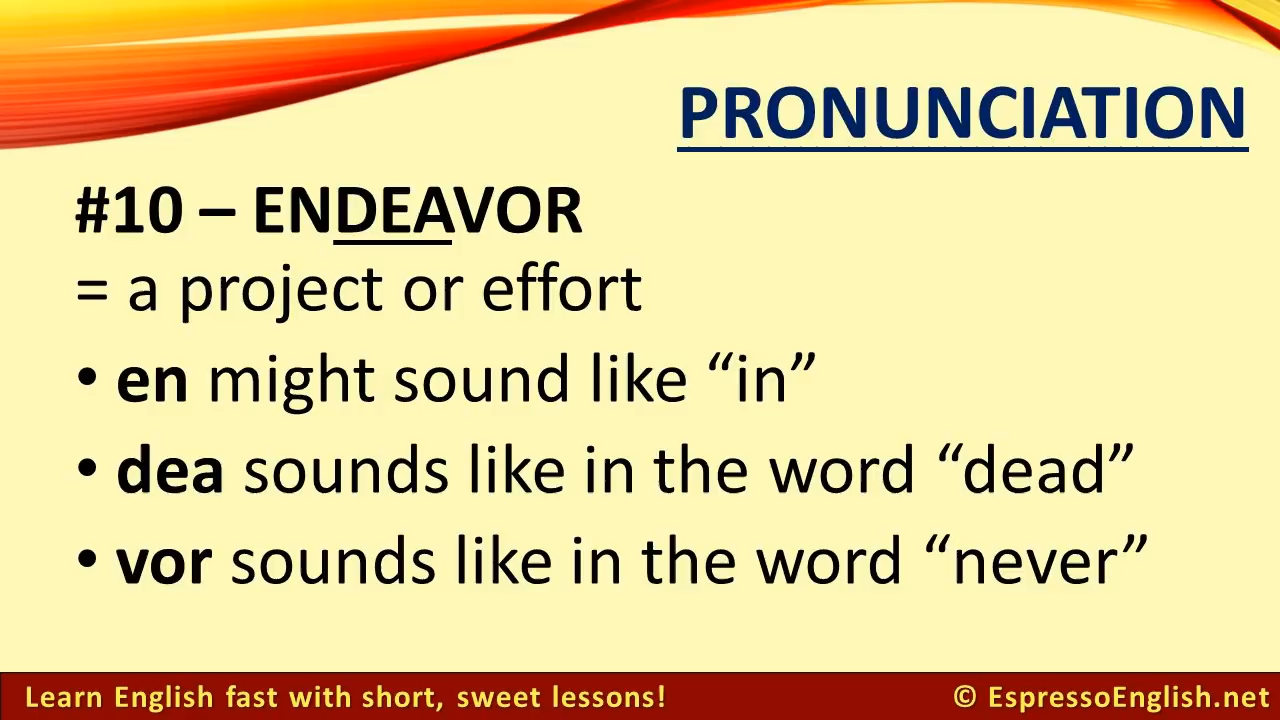 PRONUNCIATION
#10 – ENDEAVOR
= a project or effort
• en might sound like “in”
• dea sounds like in the word “dead”
• vor sounds like in the word “never”
Learn English fast with short, sweet lessons!
© EspressoEnglish.net